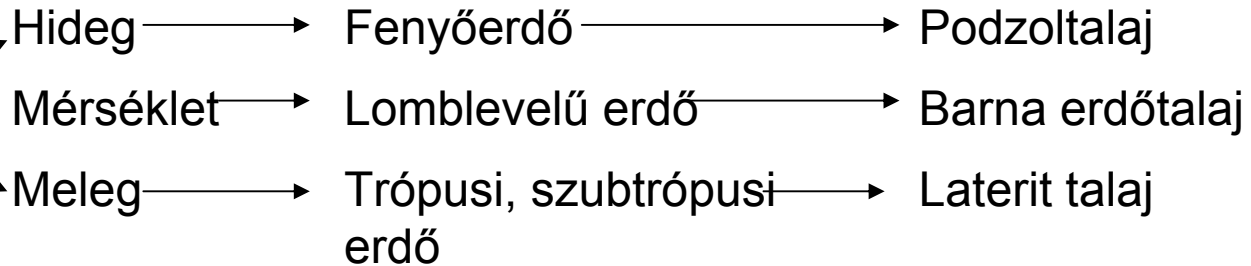 Hideg Fenyőerdő Podzoltalaj
Mérséklet Lomblevelű erdő Barna erdőtalaj
Meleg Trópusi, szubtrópusi Laterit talaj
erdő